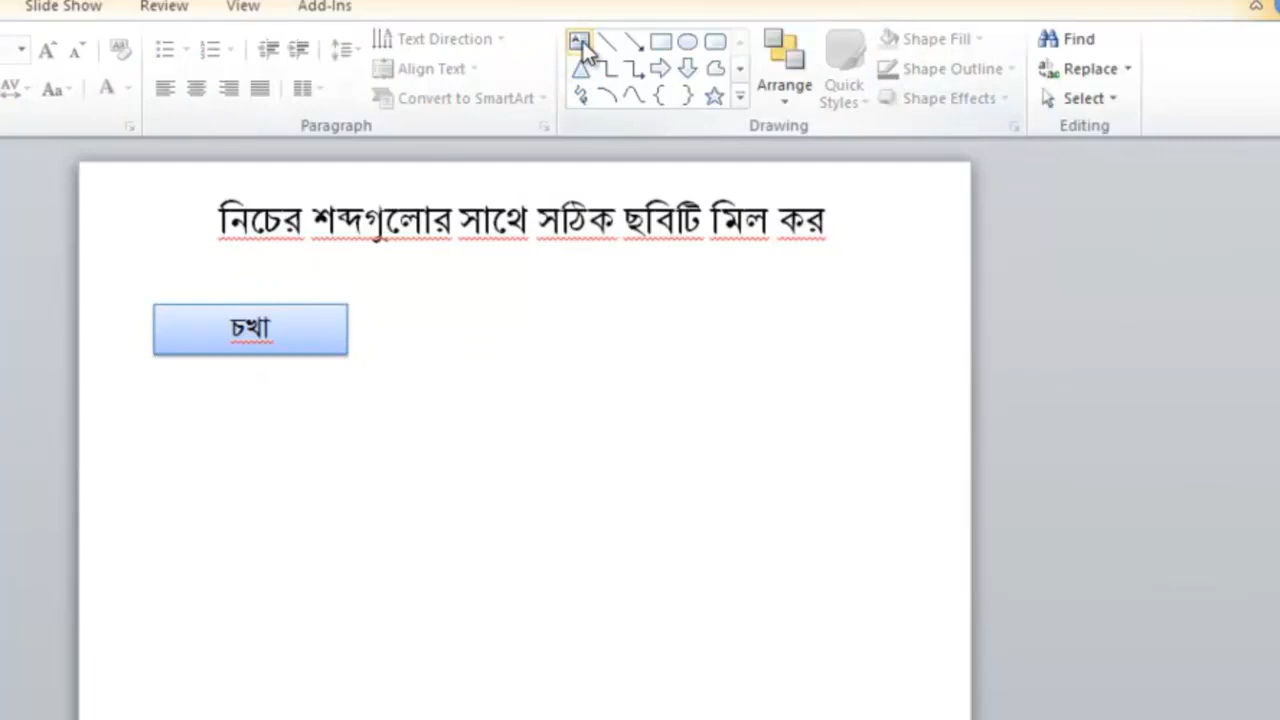 Slide Show Review View Add-Ins
Text Direction Shape Fill Find
Align Text Shape Outline Replace
Arrange Quick Styles
Convert to SmartArt Shape Effects Select
Paragraph Drawing Editing
নিচের শব্দগুলোর সাথে সঠিক ছবিটি মিল কর
চখা